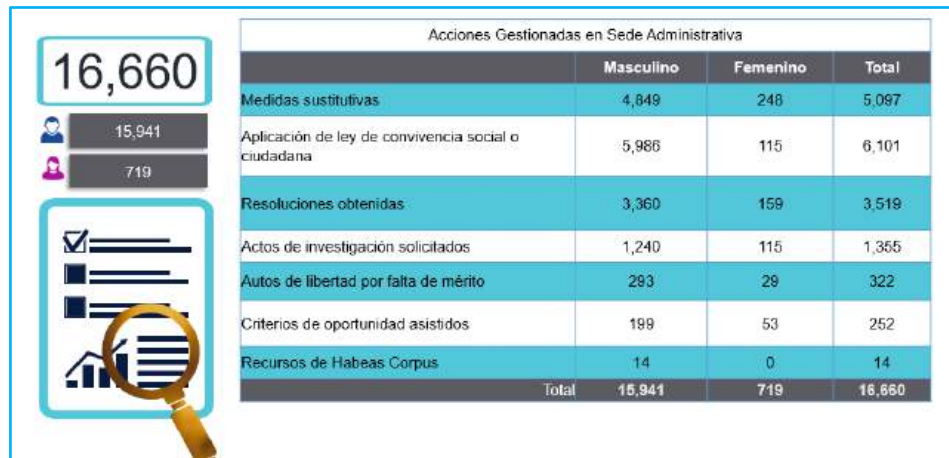 16,660
15,941
719
Acciones Gestionadas en Sede Administrativa
Masculino Femenino Total
Medidas sustitutivas 4,849 248 5,097
Aplicación de ley de convivencia social o
ciudadana 5,986 115 6,101
Resoluciones obtenidas 3,360 159 3,519
Actos de investigación solicitados 1,240 115 1,355
Autos de libertad por falta de mérito 293 29 322
Criterios de oportunidad asistidos 199 53 252
Recursos de Habeas Corpus 14 0 14
Total 15,941 719 16,660